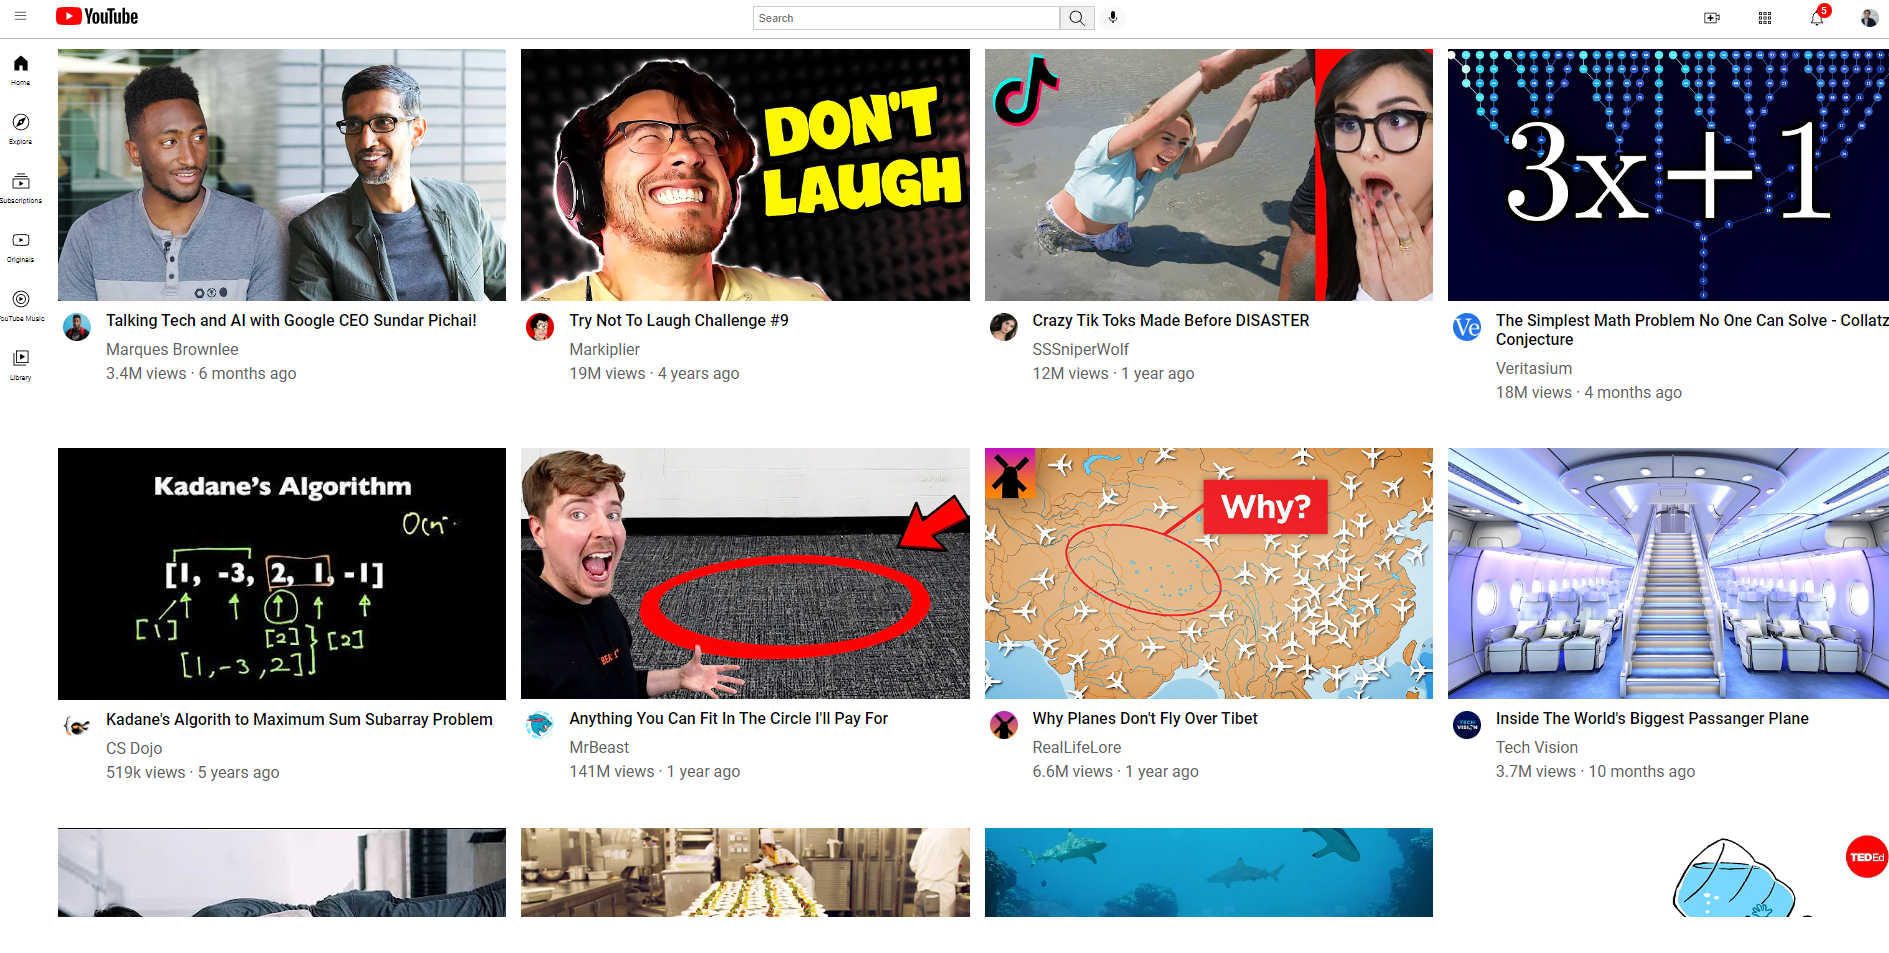 YouTube
Search
5
Home
Explore
Subscriptions
Originals
YouTube Music
Library
DON'T
LAUGH
3x+1
Talking Tech and AI with Google CEO Sundar Pichai!
Marques Brownlee
3.4M views · 6 months ago
Try Not To Laugh Challenge #9
Markiplier
19M views · 4 years ago
Crazy Tik Toks Made Before DISASTER
SSSniperWolf
12M views · 1 year ago
Ve
The Simplest Math Problem No One Can Solve - Collatz
Conjecture
Veritasium
18M views · 4 months ago
Kadane's Algorithm
[1, -3, 2, 1, -1]
[1]
[2]
[2]
[1,-3,2]
Why?
Kadane's Algorith to Maximum Sum Subarray Problem
CS Dojo
519k views · 5 years ago
Anything You Can Fit In The Circle I'll Pay For
MrBeast
141M views · 1 year ago
Why Planes Don't Fly Over Tibet
RealLifeLore
6.6M views · 1 year ago
TECH
VISION
Inside The World's Biggest Passanger Plane
Tech Vision
3.7M views · 10 months ago
TEDEd